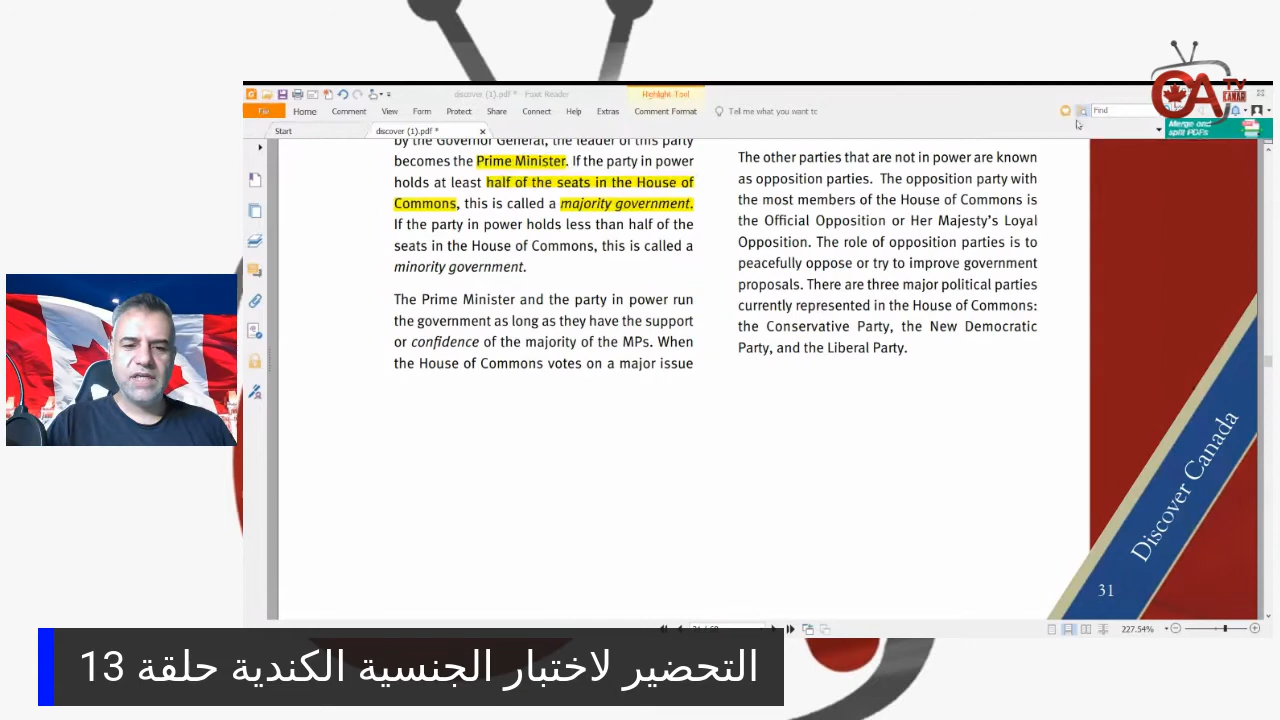 TV
CANAR
discover (1).pdf * - Foxit Reader
Highlight Tool
File
Home
Comment
View
Form
Protect
Share
Connect
Help
Extras
Comment Format
Tell me what you want to
Find
Start
discover (1).pdf *
Merge and
split PDFs
by the Governor General, the leader of this party
becomes the Prime Minister. If the party in power
holds at least half of the seats in the House of
Commons, this is called a majority government.
If the party in power holds less than half of the
seats in the House of Commons, this is called a
minority government.
The Prime Minister and the party in power run
the government as long as they have the support
or confidence of the majority of the MPs. When
the House of Commons votes on a major issue
The other parties that are not in power are known
as opposition parties. The opposition party with
the most members of the House of Commons is
the Official Opposition or Her Majesty’s Loyal
Opposition. The role of opposition parties is to
peacefully oppose or try to improve government
proposals. There are three major political parties
currently represented in the House of Commons:
the Conservative Party, the New Democratic
Party, and the Liberal Party.
Discover Canada
31
227.54%
التحضير لاختبار الجنسية الكندية حلقة 13